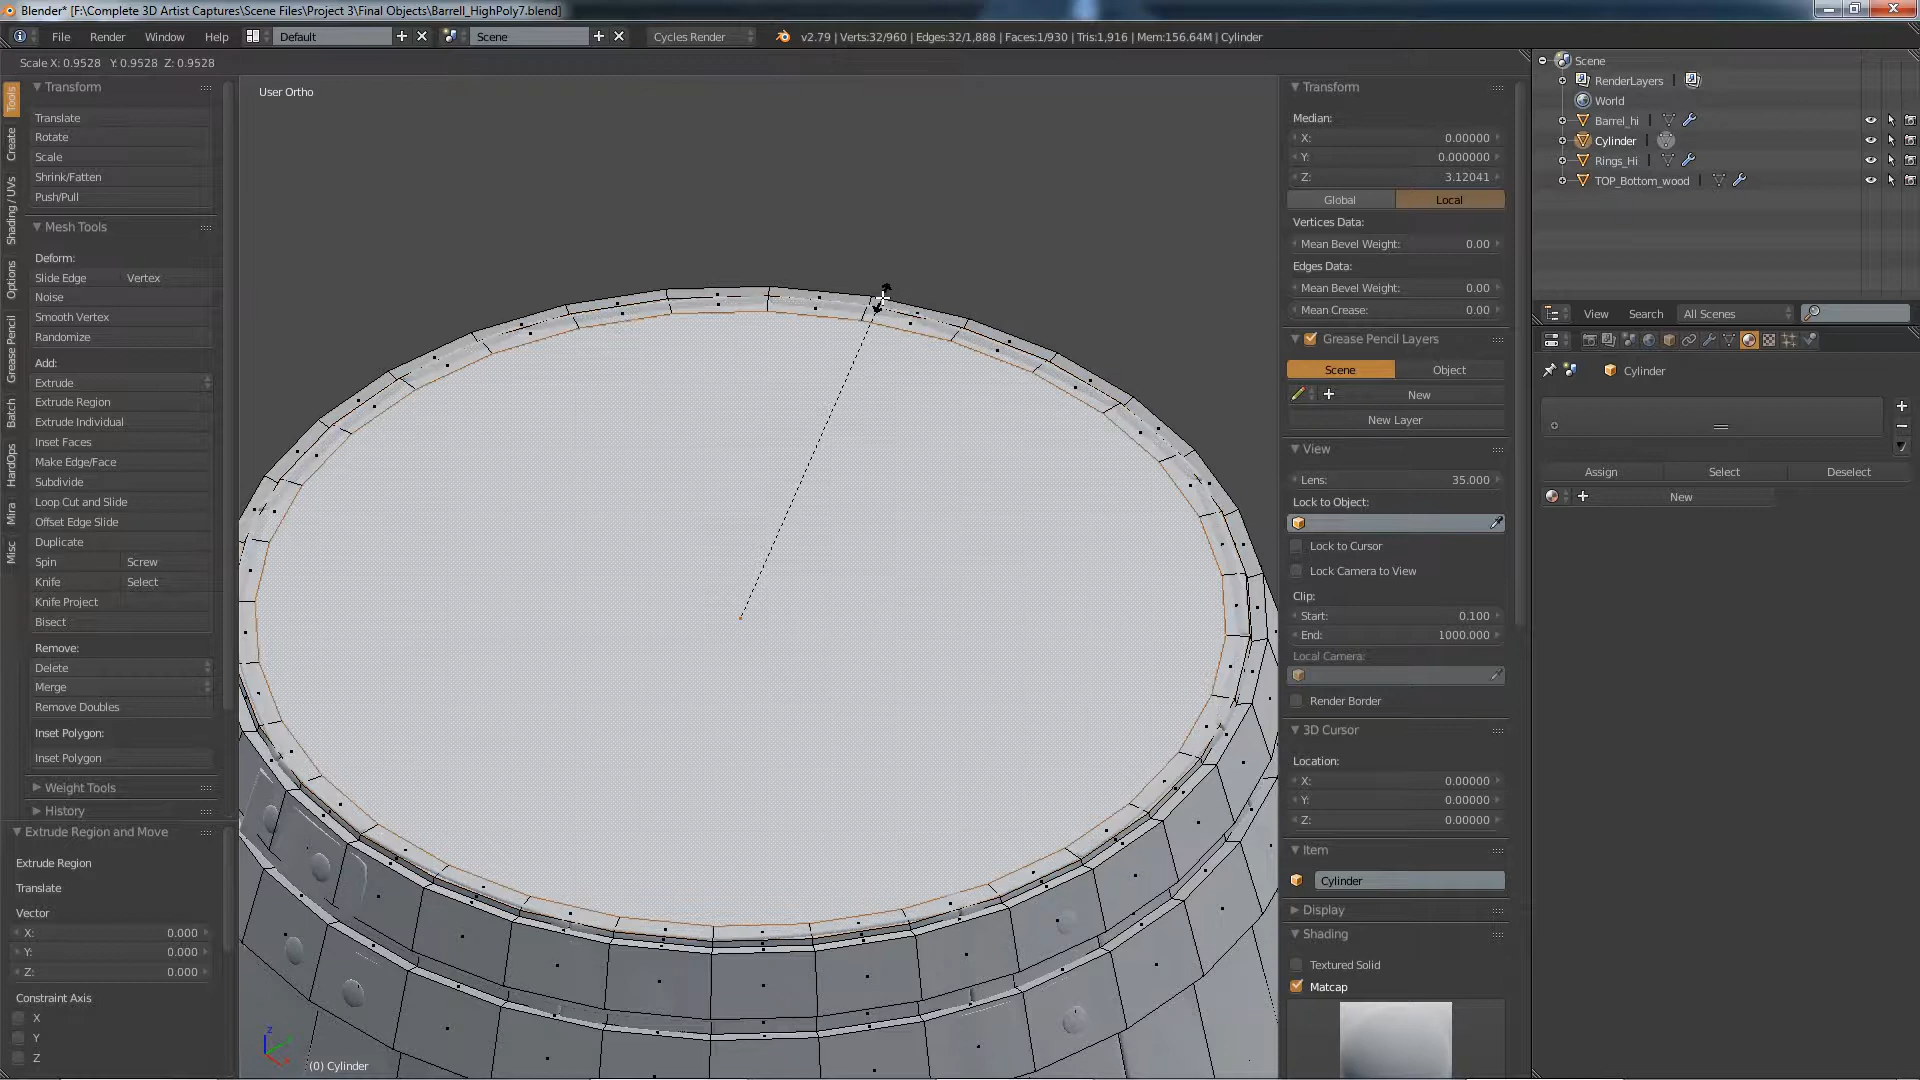 Blender* [F:\Complete 3D Artist Captures\Scene Files\Project 3\Final Objects\Barrell_HighPoly7.blend]
File Render Window Help Default Scene Cycles Render v2.79 | Verts:32/960 | Edges:32/1,888 | Faces:1/930 | Tris:1,916 | Mem:156.64M | Cylinder
Scale X: 0.9528 Y: 0.9528 Z: 0.9528
User Ortho
Tools
Create
Shading / UVs
Options
Grease Pencil
Batch
HardOps
Mira
Misc
Transform
Translate
Rotate
Scale
Shrink/Fatten
Push/Pull
Mesh Tools
Deform:
Slide Edge Vertex
Noise
Smooth Vertex
Randomize
Add:
Extrude
Extrude Region
Extrude Individual
Inset Faces
Make Edge/Face
Subdivide
Loop Cut and Slide
Offset Edge Slide
Duplicate
Spin Screw
Knife Select
Knife Project
Bisect
Remove:
Delete
Merge
Remove Doubles
Inset Polygon:
Inset Polygon
Weight Tools
History
Extrude Region and Move
Extrude Region
Translate
Vector
X: 0.000
Y: 0.000
Z: 0.000
Constraint Axis
X
Y
Z
z
(0) Cylinder
Transform
Median:
X: 0.00000
Y: 0.000000
Z: 3.12041
Global Local
Vertices Data:
Mean Bevel Weight: 0.00
Edges Data:
Mean Bevel Weight: 0.00
Mean Crease: 0.00
Grease Pencil Layers
Scene Object
New
New Layer
View
Lens: 35.000
Lock to Object:
Lock to Cursor
Lock Camera to View
Clip:
Start: 0.100
End: 1000.000
Local Camera:
Render Border
3D Cursor
Location:
X: 0.00000
Y: 0.00000
Z: 0.00000
Item
Cylinder
Display
Shading
Textured Solid
Matcap
Scene
RenderLayers
World
Barrel_hi
Cylinder
Rings_Hi
TOP_Bottom_wood
View Search All Scenes
Cylinder
Assign Select Deselect
New